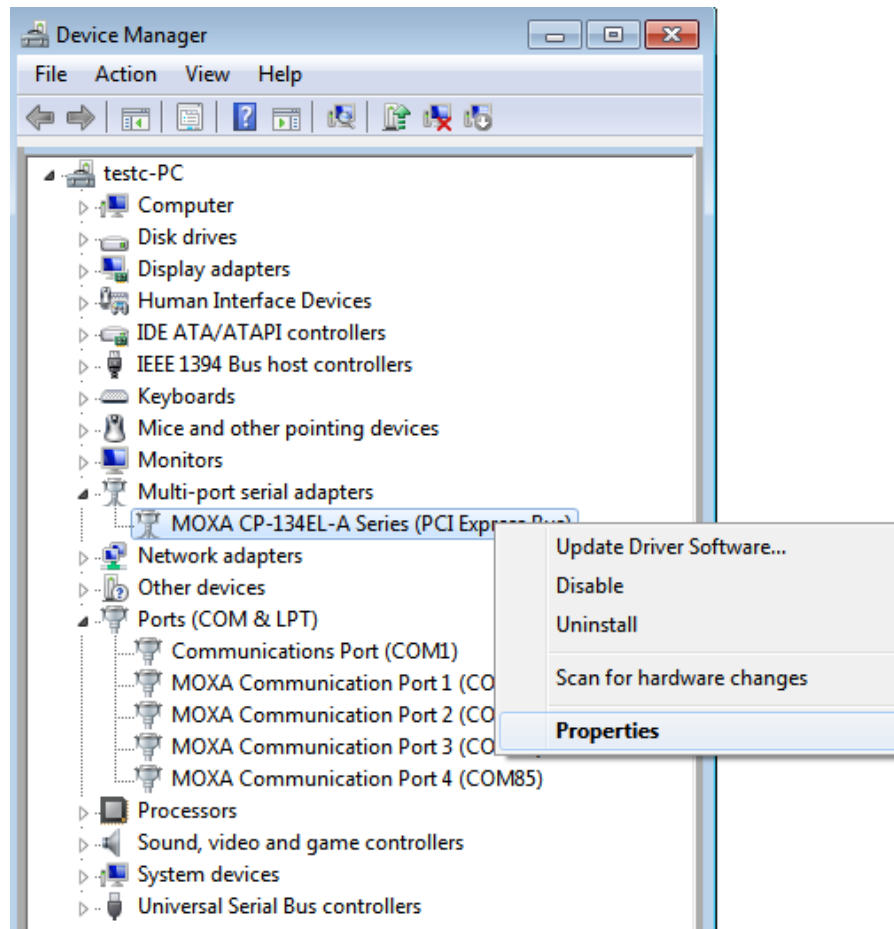 Device Manager
File Action View Help
testc-PC
Computer
Disk drives
Display adapters
Human Interface Devices
IDE ATA/ATAPI controllers
IEEE 1394 Bus host controllers
Keyboards
Mice and other pointing devices
Monitors
Multi-port serial adapters
MOXA CP-134EL-A Series (PCI Express Bus)
Update Driver Software...
Network adapters
Disable
Other devices
Uninstall
Ports (COM & LPT)
Communications Port (COM1)
Scan for hardware changes
MOXA Communication Port 1 (CO
MOXA Communication Port 2 (CO
Properties
MOXA Communication Port 3 (CO
MOXA Communication Port 4 (COM85)
Processors
Sound, video and game controllers
System devices
Universal Serial Bus controllers